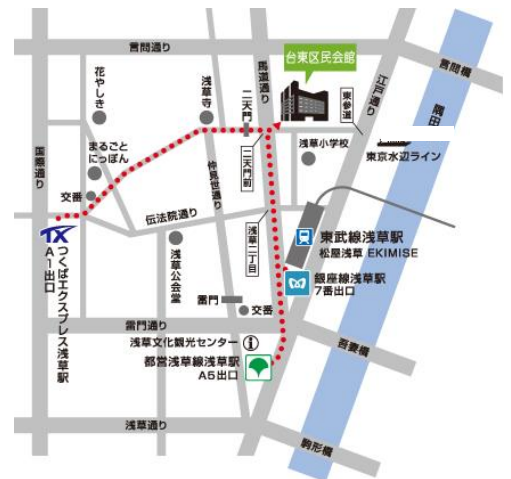 言問通り
馬道通り
台東区民会館
江戸通り
言問橋
花やしき
浅草寺
二天門
東参道
隅田
国際通り
まるごと
にっぽん
仲見世通り
二天門前
浅草小学校
東京水辺ライン
交番
伝法院通り
TX
つくばエクスプレス浅草駅
A1出口
浅草公会堂
浅草二丁目
東武線浅草駅
松屋浅草 EKIMISE
銀座線浅草駅
7番出口
雷門
交番
雷門通り
浅草文化観光センター
都営浅草線浅草駅
A5出口
吾妻橋
浅草通り
駒形橋